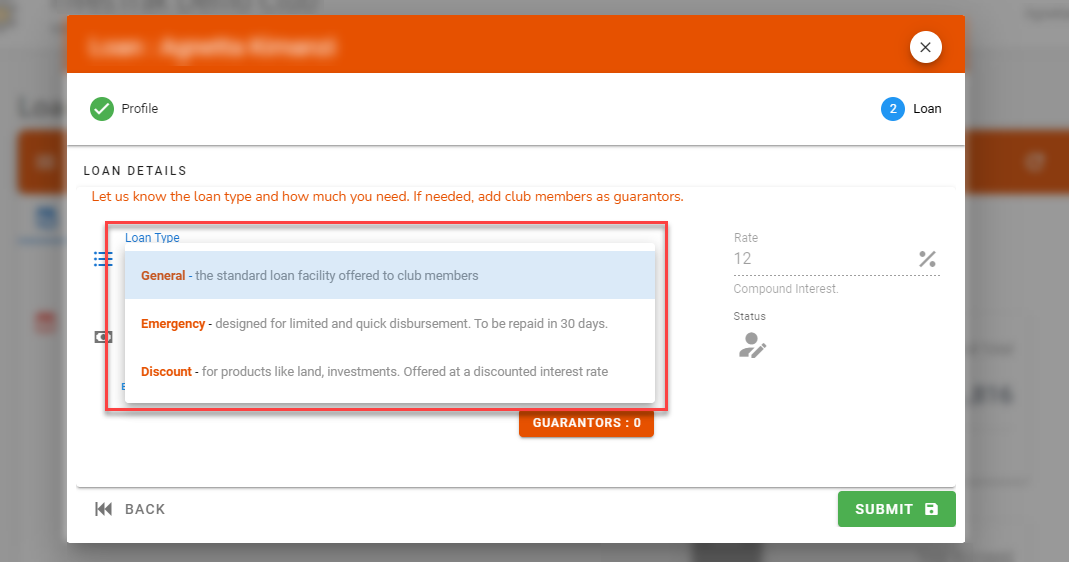 Profile
2 Loan
LOAN DETAILS
Let us know the loan type and how much you need. If needed, add club members as guarantors.
Loan Type
General - the standard loan facility offered to club members
Emergency - designed for limited and quick disbursement. To be repaid in 30 days.
Discount - for products like land, investments. Offered at a discounted interest rate
Rate
12
Compound Interest.
Status
GUARANTORS : 0
BACK
SUBMIT